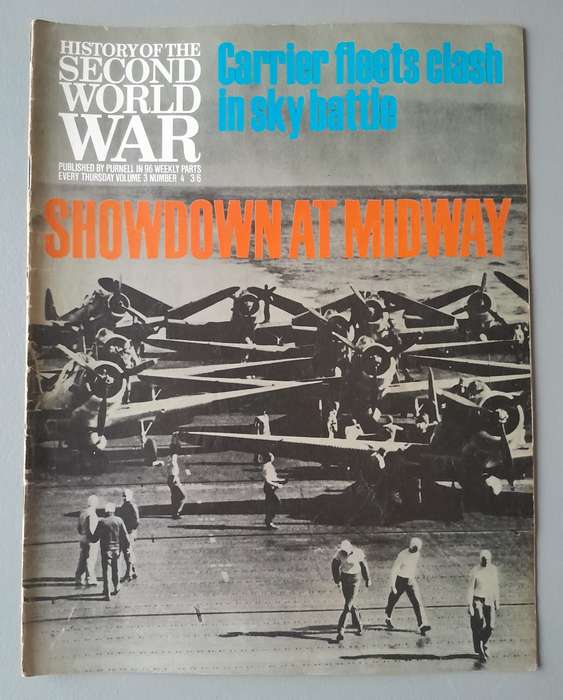 HISTORY OF THE
SECOND
WORLD
WAR
PUBLISHED BY PURNELL IN 96 WEEKLY PARTS
EVERY THURSDAY VOLUME 3 NUMBER 4 3/6
Carrier fleets clash
in sky battle
SHOWDOWN AT MIDWAY